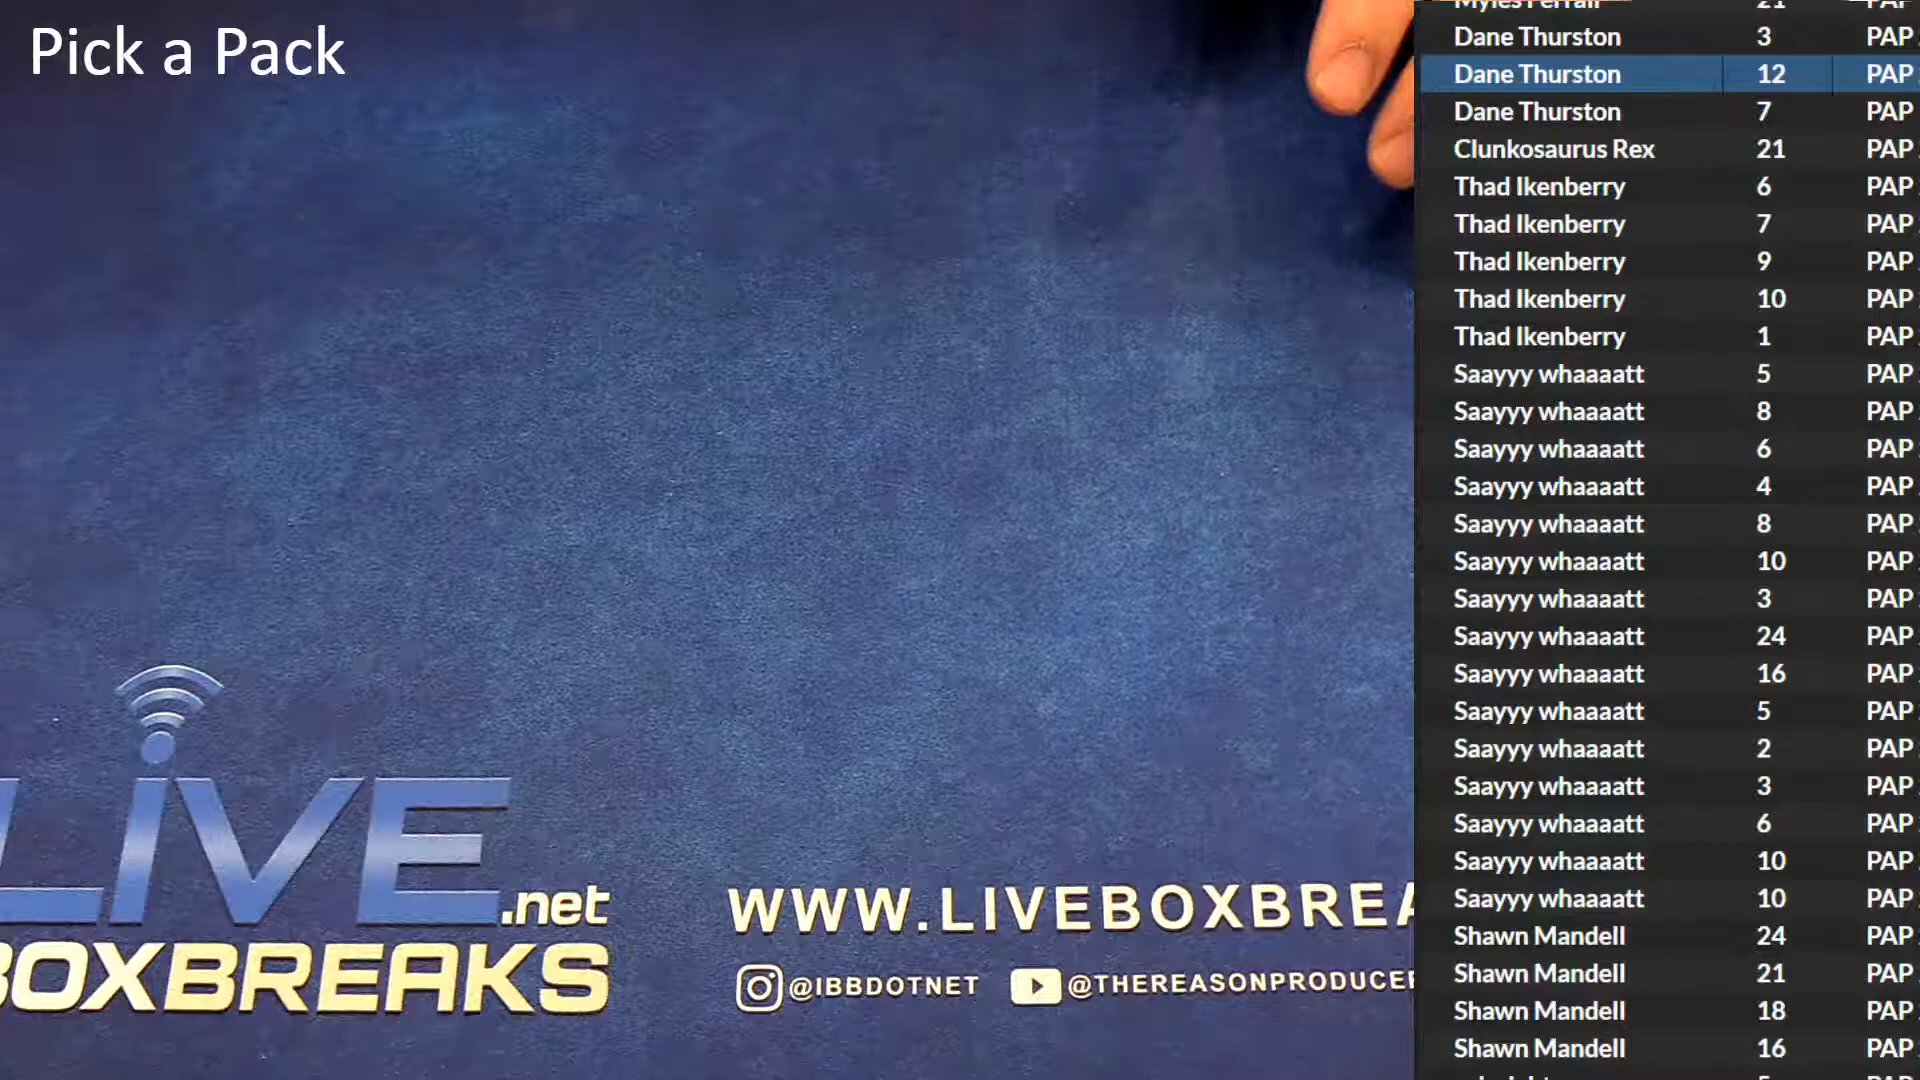 Pick a Pack
Dane Thurston 3 PAP
Dane Thurston 12 PAP
Dane Thurston 7 PAP
Clunkosaurus Rex 21 PAP
Thad Ikenberry 6 PAP
Thad Ikenberry 7 PAP
Thad Ikenberry 9 PAP
Thad Ikenberry 10 PAP
Thad Ikenberry 1 PAP
Saayyy whaaaatt 5 PAP
Saayyy whaaaatt 8 PAP
Saayyy whaaaatt 6 PAP
Saayyy whaaaatt 4 PAP
Saayyy whaaaatt 8 PAP
Saayyy whaaaatt 10 PAP
Saayyy whaaaatt 3 PAP
Saayyy whaaaatt 24 PAP
Saayyy whaaaatt 16 PAP
Saayyy whaaaatt 5 PAP
Saayyy whaaaatt 2 PAP
Saayyy whaaaatt 3 PAP
Saayyy whaaaatt 6 PAP
Saayyy whaaaatt 10 PAP
Saayyy whaaaatt 10 PAP
Shawn Mandell 24 PAP
Shawn Mandell 21 PAP
Shawn Mandell 18 PAP
Shawn Mandell 16 PAP
LIVE.net
BOXBREAKS
WWW.LIVEBOXBREA
@IBBDOTNET @THEREASONPRODUCER